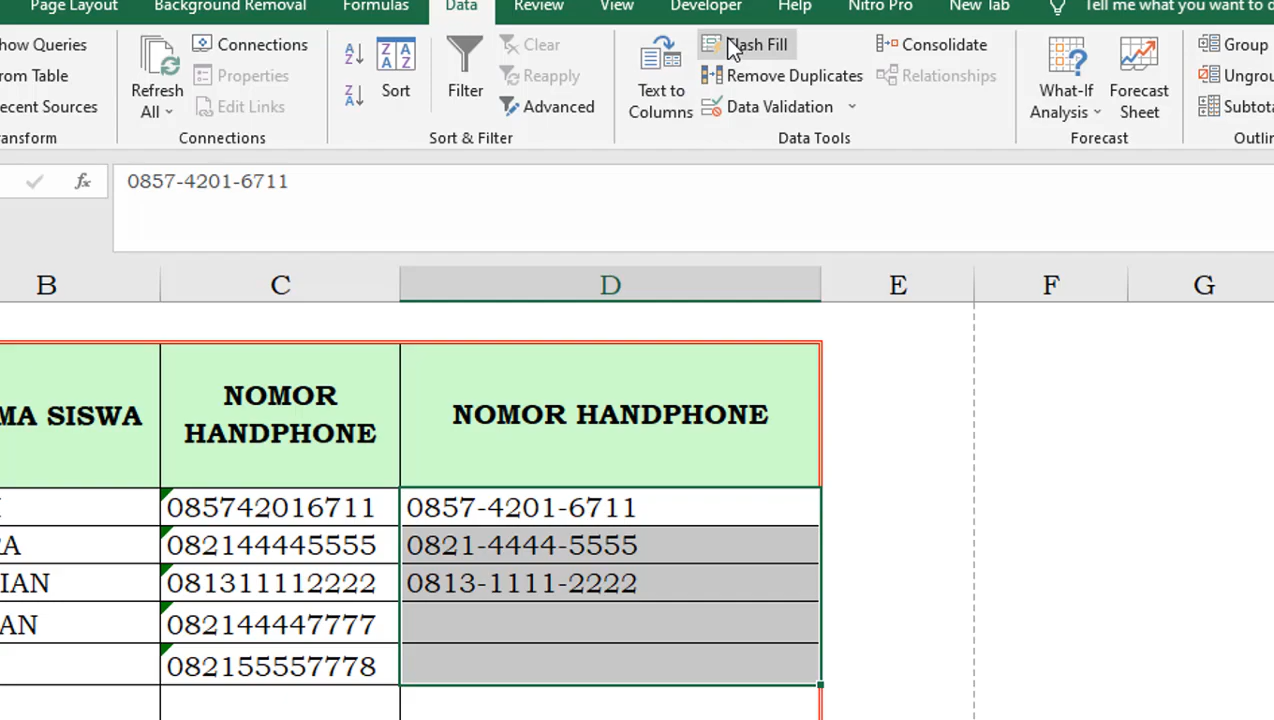 Page Layout Background Removal Formulas Data Review View Developer Help Nitro Pro New Tab Tell me what you want to d
how Queries
rom Table
ecent Sources
ransform
Refresh
All
Connections
Properties
Edit Links
Connections
Sort
Filter
Clear
Reapply
Advanced
Sort & Filter
Text to
Columns
Flash Fill
Remove Duplicates
Data Validation
Consolidate
Relationships
Data Tools
What-If
Analysis
Forecast
Sheet
Forecast
Group
Ungrou
Subtota
Outlin
fx 0857-4201-6711
B C D E F G
MA SISWA
NOMOR
HANDPHONE
NOMOR HANDPHONE
085742016711 0857-4201-6711
RA 082144445555 0821-4444-5555
IAN 081311112222 0813-1111-2222
AN 082144447777
082155557778